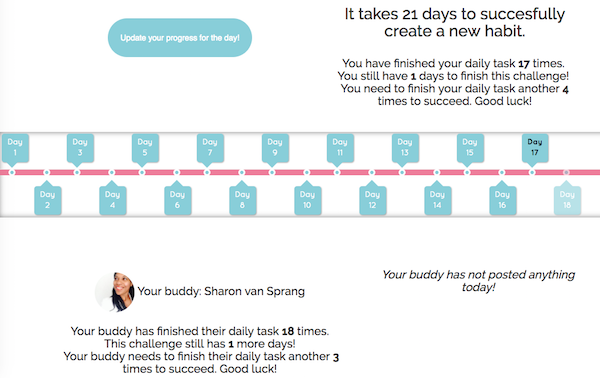 Update your progress for the day!
It takes 21 days to succesfully
create a new habit.
You have finished your daily task 17 times.
You still have 1 days to finish this challenge!
You need to finish your daily task another 4
times to succeed. Good luck!
Day
1
Day
2
Day
3
Day
4
Day
5
Day
6
Day
7
Day
8
Day
9
Day
10
Day
11
Day
12
Day
13
Day
14
Day
15
Day
16
Day
17
Day
18
Your buddy: Sharon van Sprang
Your buddy has finished their daily task 18 times.
This challenge still has 1 more days!
Your buddy needs to finish their daily task another 3
times to succeed. Good luck!
Your buddy has not posted anything
today!